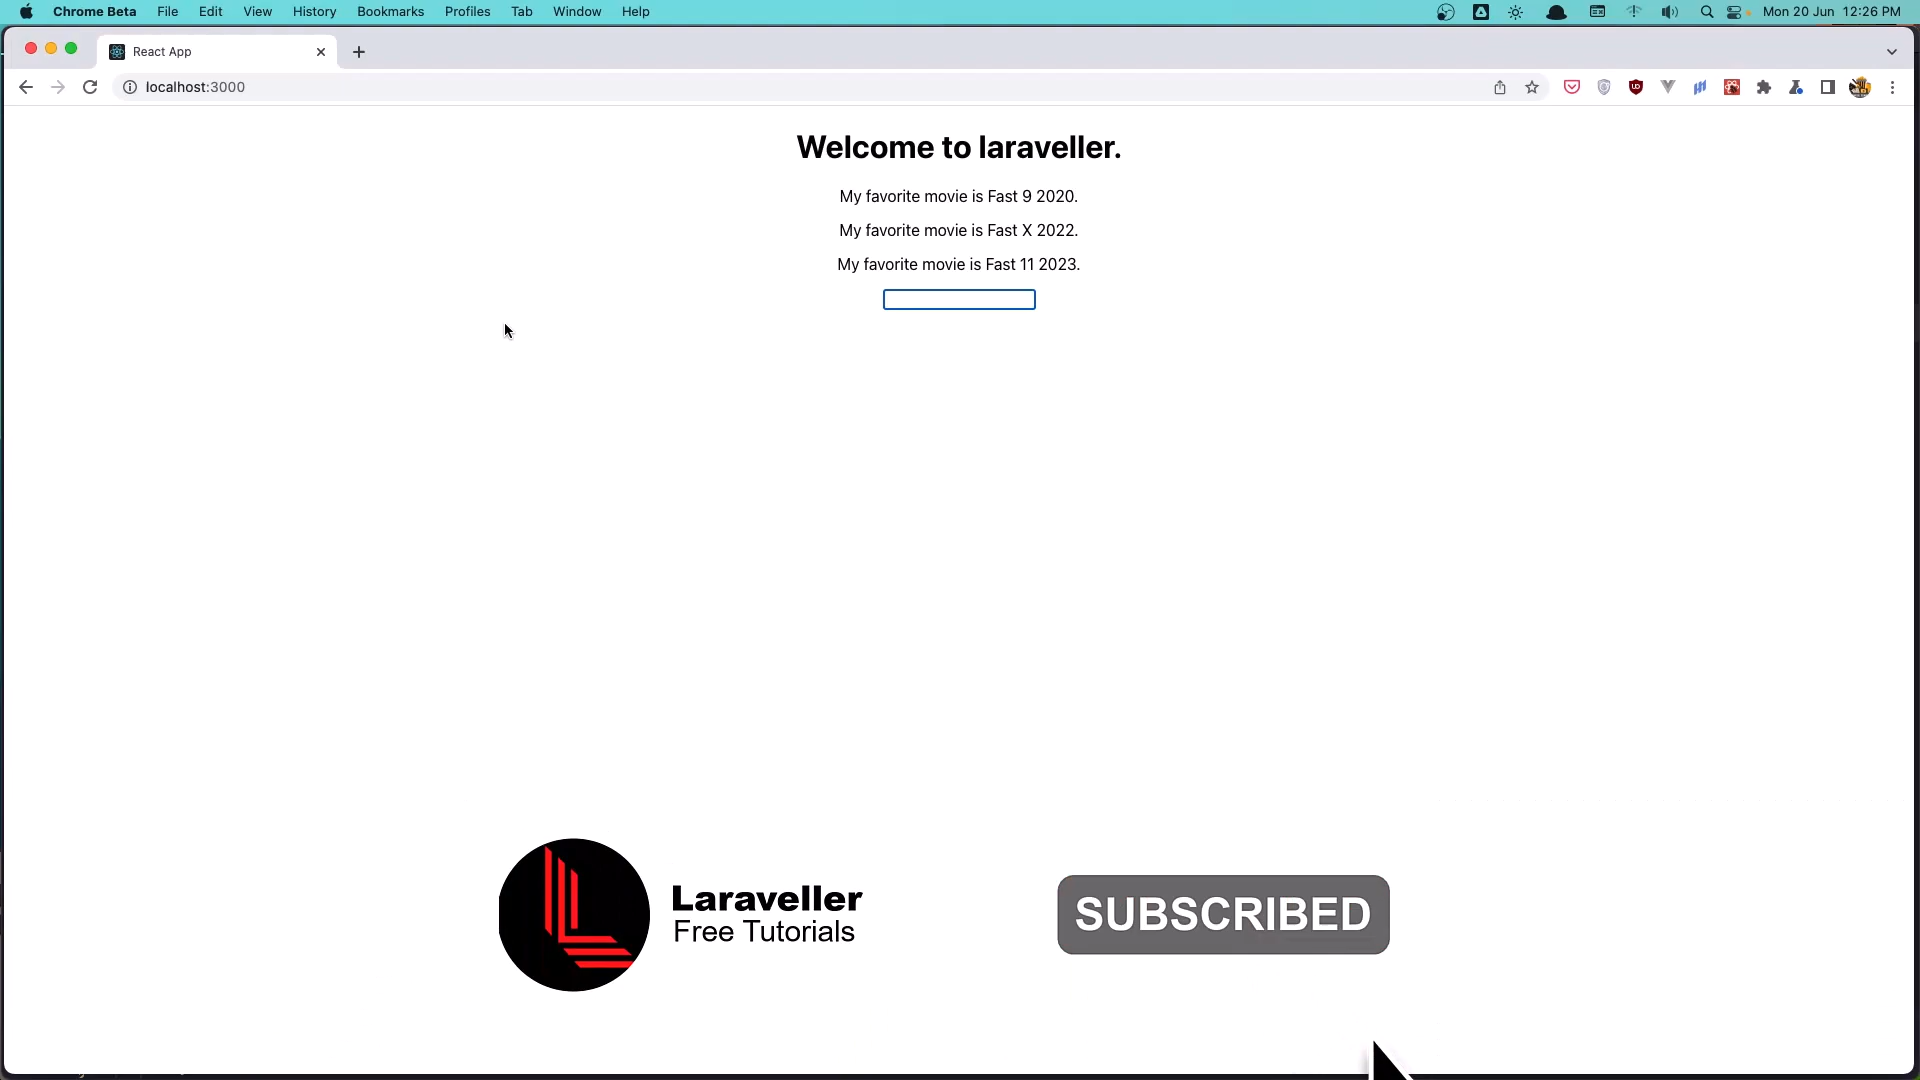 Chrome Beta File Edit View History Bookmarks Profiles Tab Window Help Mon 20 Jun 12:26 PM
React App
localhost:3000
Welcome to laraveller.
My favorite movie is Fast 9 2020.
My favorite movie is Fast X 2022.
My favorite movie is Fast 11 2023.
Laraveller
Free Tutorials
SUBSCRIBED